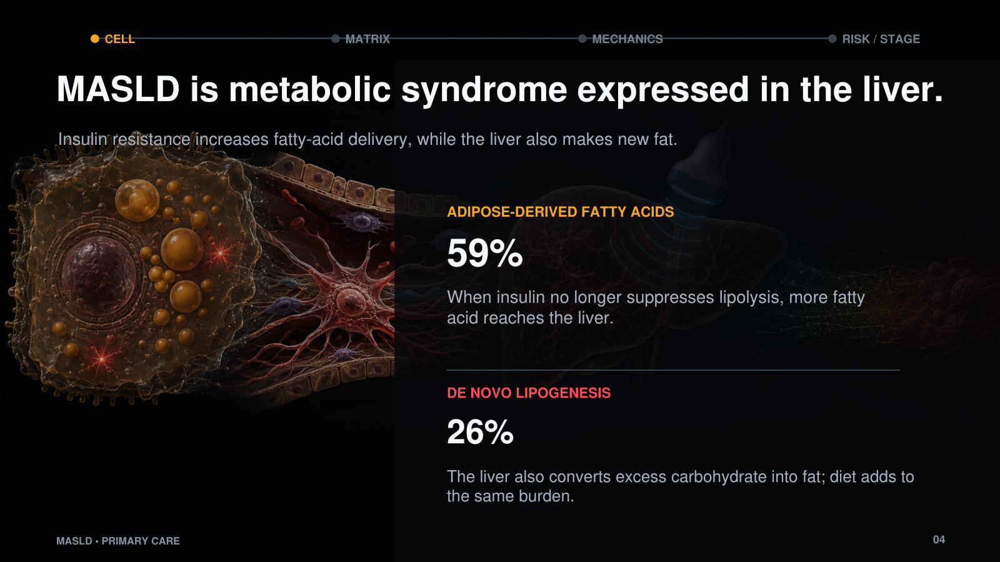 CELL
MATRIX
MECHANICS
RISK / STAGE
MASLD is metabolic syndrome expressed in the liver.
Insulin resistance increases fatty-acid delivery, while the liver also makes new fat.
ADIPOSE-DERIVED FATTY ACIDS
59%
When insulin no longer suppresses lipolysis, more fatty
acid reaches the liver.
DE NOVO LIPOGENESIS
26%
The liver also converts excess carbohydrate into fat; diet adds to
the same burden.
MASLD • PRIMARY CARE
04